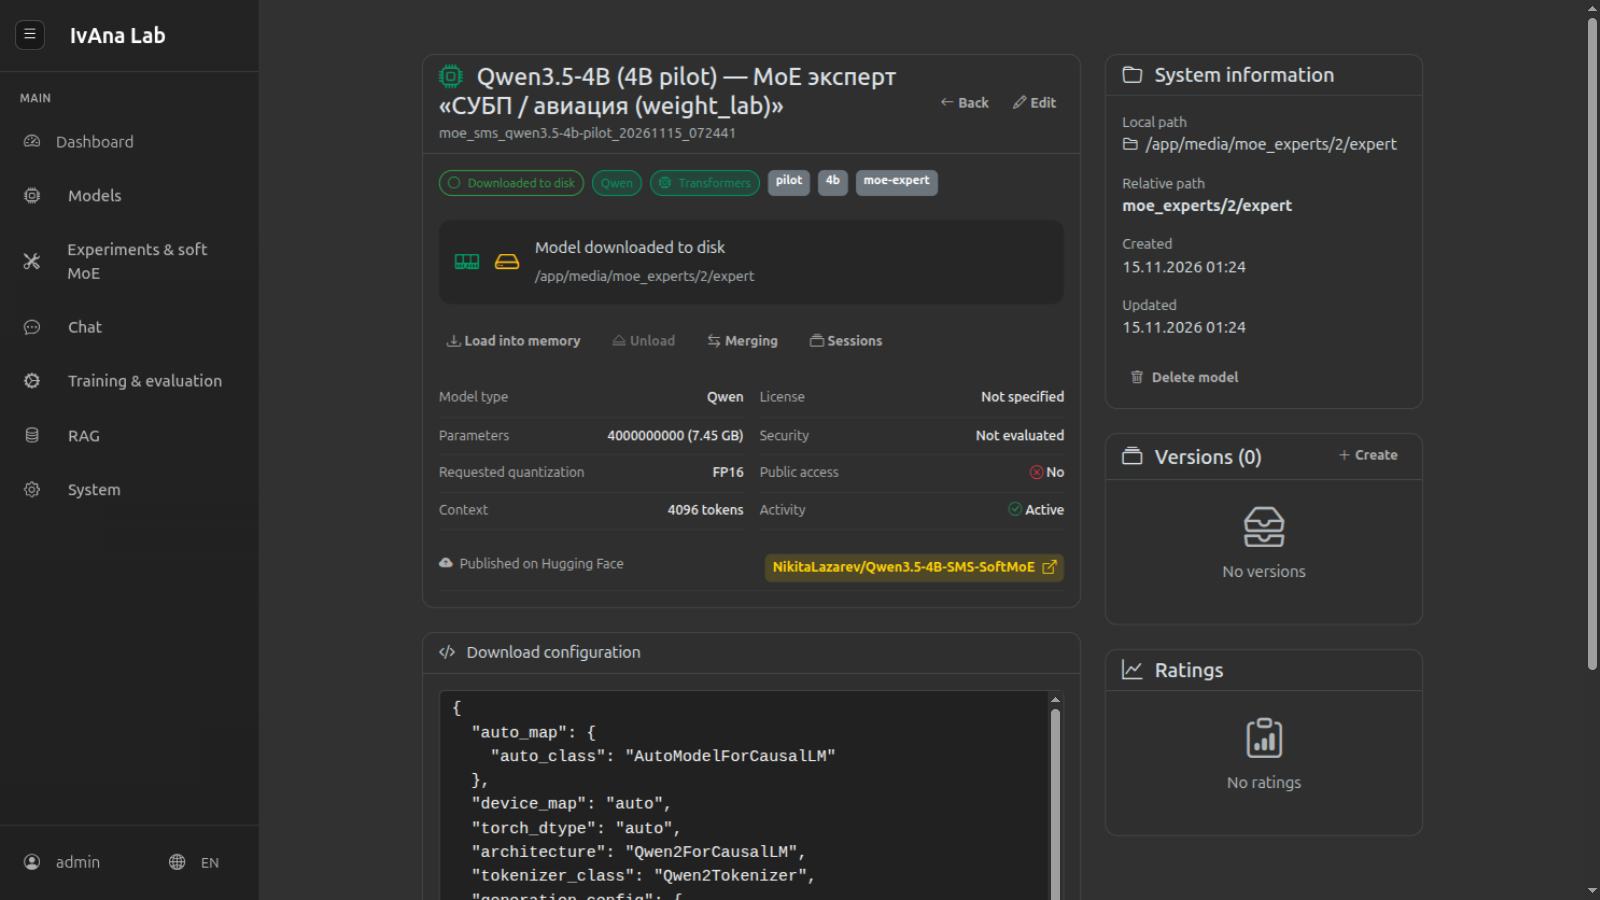 IvAna Lab
MAIN
Dashboard
Models
Experiments & soft
MoE
Chat
Training & evaluation
RAG
System
admin
EN
Qwen3.5-4B (4B pilot) — MoE эксперт
«СУБП / авиация (weight_lab)»
moe_sms_qwen3.5-4b-pilot_20261115_072441
Back
Edit
Downloaded to disk
Qwen
Transformers
pilot
4b
moe-expert
Model downloaded to disk
/app/media/moe_experts/2/expert
Load into memory
Unload
Merging
Sessions
Model type Qwen
License Not specified
Parameters 4000000000 (7.45 GB)
Security Not evaluated
Requested quantization FP16
Public access No
Context 4096 tokens
Activity Active
Published on Hugging Face
NikitaLazarev/Qwen3.5-4B-SMS-SoftMoE
Download configuration
{
"auto_map": {
"auto_class": "AutoModelForCausalLM"
},
"device_map": "auto",
"torch_dtype": "auto",
"architecture": "Qwen2ForCausalLM",
"tokenizer_class": "Qwen2Tokenizer",
"generation_config": {
System information
Local path
/app/media/moe_experts/2/expert
Relative path
moe_experts/2/expert
Created
15.11.2026 01:24
Updated
15.11.2026 01:24
Delete model
Versions (0)
+ Create
No versions
Ratings
No ratings